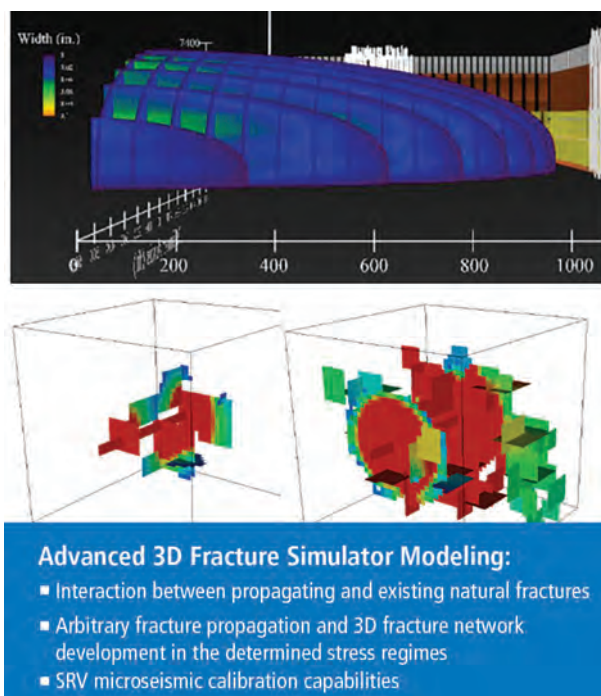 Width (in.)
7400
0 200 400 600 800 1000
Advanced 3D Fracture Simulator Modeling:
▪ Interaction between propagating and existing natural fractures
▪ Arbitrary fracture propagation and 3D fracture network
development in the determined stress regimes
▪ SRV microseismic calibration capabilities